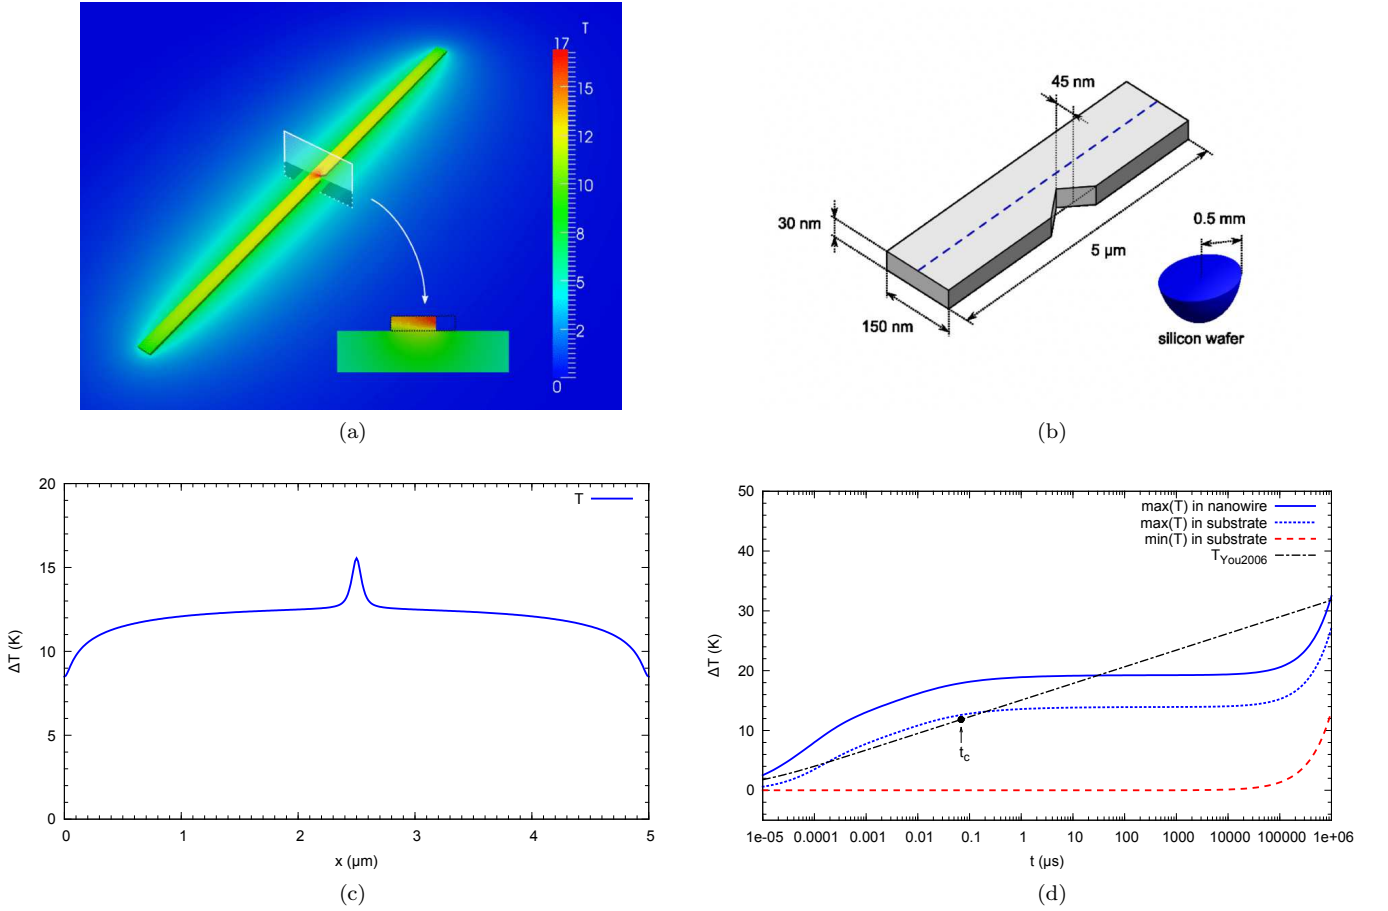 T
17
15
12
10
8
5
2
0
(a)
45 nm
30 nm
0.5 mm
5 µm
150 nm
silicon wafer
(b)
20
15
10
5
0
T
ΔT (K)
0 1 2 3 4 5
x (µm)
(c)
50
40
30
20
10
0
max(T) in nanowire
max(T) in substrate
min(T) in substrate
T_You2006
t_c
ΔT (K)
1e-05 0.0001 0.001 0.01 0.1 1 10 100 1000 10000 100000 1e+06
t (µs)
(d)